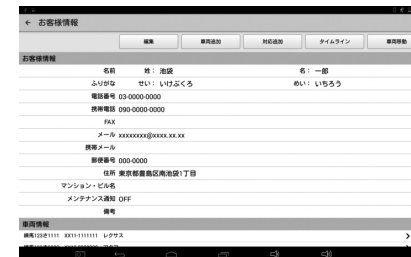 ← お客様情報
編集 車両追加 対応追加 タイムライン 車両移動
お客様情報
名前 姓： 池袋 名： 一郎
ふりがな せい： いけぶくろ めい： いちろう
電話番号 03-0000-0000
携帯電話 090-0000-0000
FAX
メール xxxxxxxx@xxxx.xx.xx
携帯メール
郵便番号 000-0000
住所 東京都豊島区南池袋1丁目
マンション・ビル名
メンテナンス通知 OFF
備考
車両情報
練馬123さ1111 XX11-1111111 レクサス